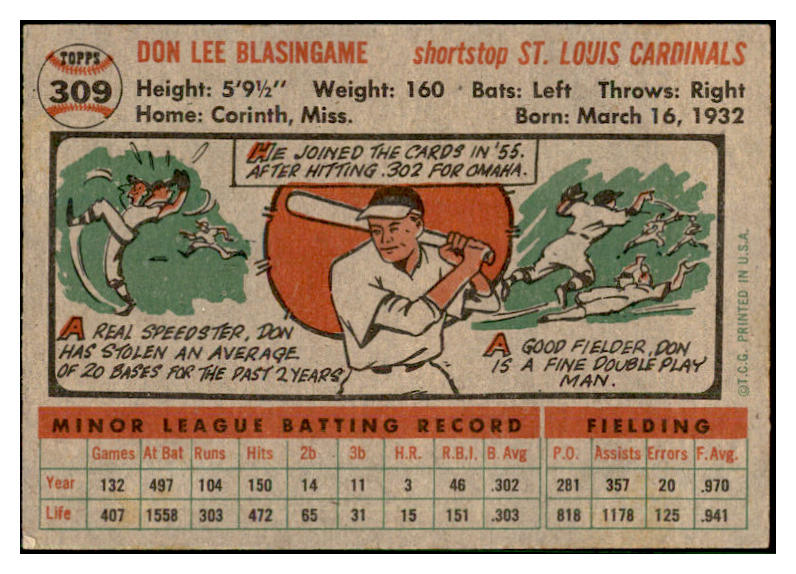 TOPPS
309
DON LEE BLASINGAME shortstop ST. LOUIS CARDINALS
Height: 5'9½" Weight: 160 Bats: Left Throws: Right
Home: Corinth, Miss. Born: March 16, 1932
HE JOINED THE CARDS IN '55.
AFTER HITTING .302 FOR OMAHA.
A REAL SPEEDSTER, DON
HAS STOLEN AN AVERAGE
OF 20 BASES FOR THE PAST 2 YEARS
A GOOD FIELDER, DON
IS A FINE DOUBLE PLAY
MAN.
©T.C.G. PRINTED IN U.S.A.
MINOR LEAGUE BATTING RECORD FIELDING
Games At Bat Runs Hits 2b 3b H.R. R.B.I. B. Avg P.O. Assists Errors F. Avg.
Year 132 497 104 150 14 11 3 46 .302 281 357 20 .970
Life 407 1558 303 472 65 31 15 151 .303 818 1178 125 .941